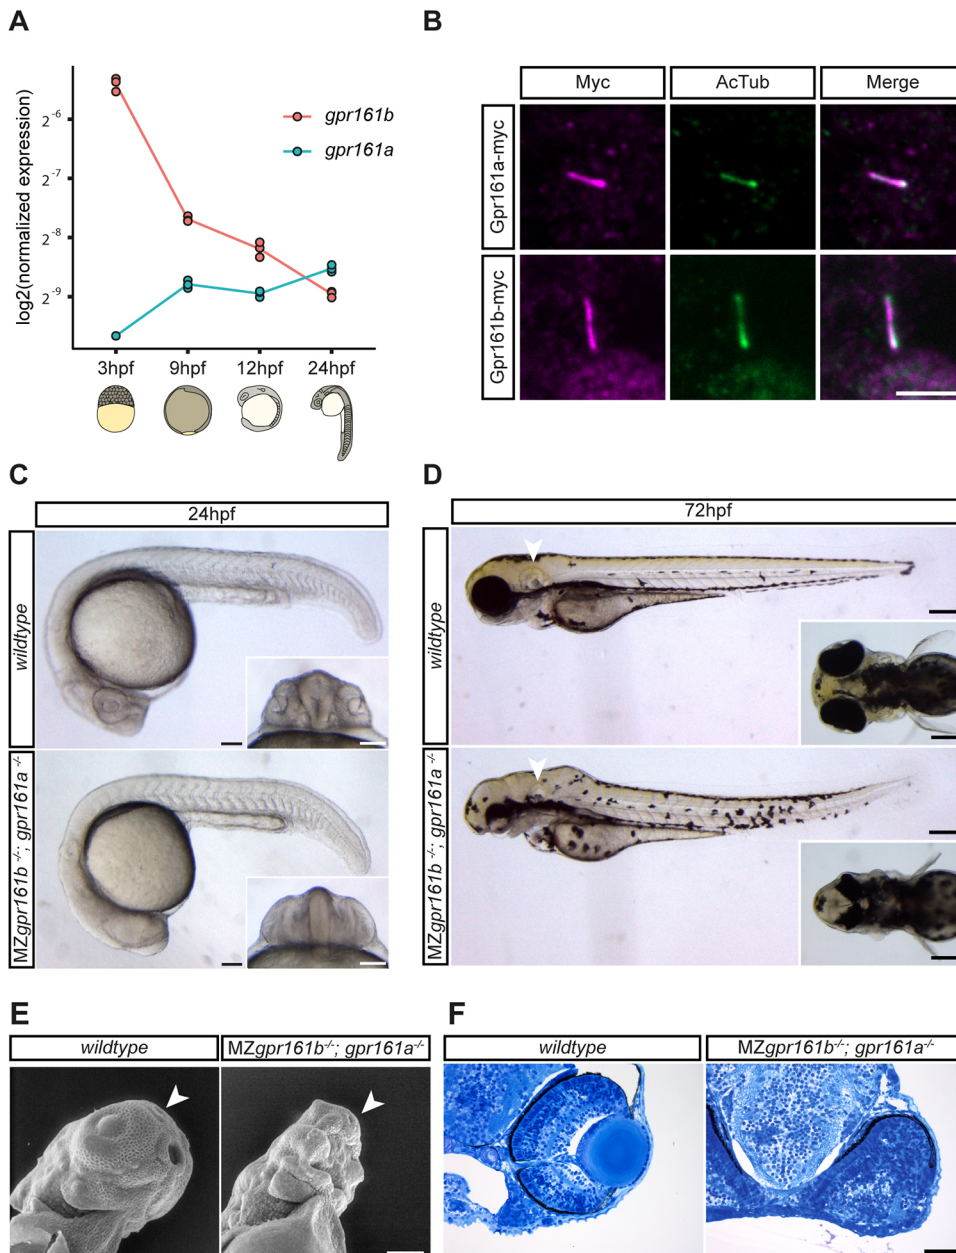 A
B
log2(normalized expression)
2^-6
2^-7
2^-8
2^-9
gpr161b
gpr161a
3hpf 9hpf 12hpf 24hpf
Myc AcTub Merge
Gpr161a-myc
Gpr161b-myc
C
D
24hpf
72hpf
wildtype
MZgpr161b -/-; gpr161a -/-
wildtype
MZgpr161b -/-; gpr161a -/-
E
F
wildtype MZgpr161b-/-; gpr161a-/-
wildtype MZgpr161b-/-; gpr161a-/-